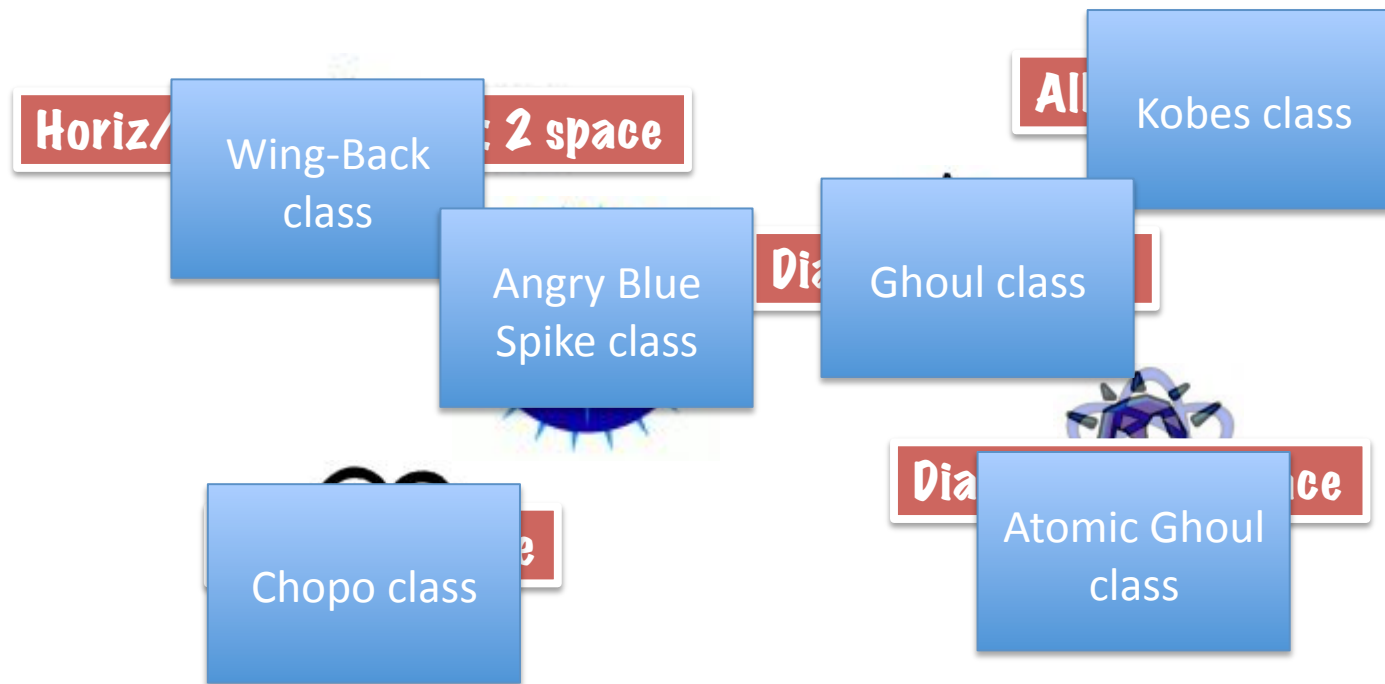 Horiz/ : 2 space
Wing-Back
class
All
Kobes class
Angry Blue
Spike class
Dia
Ghoul class
Dia ce
Atomic Ghoul
class
e
Chopo class